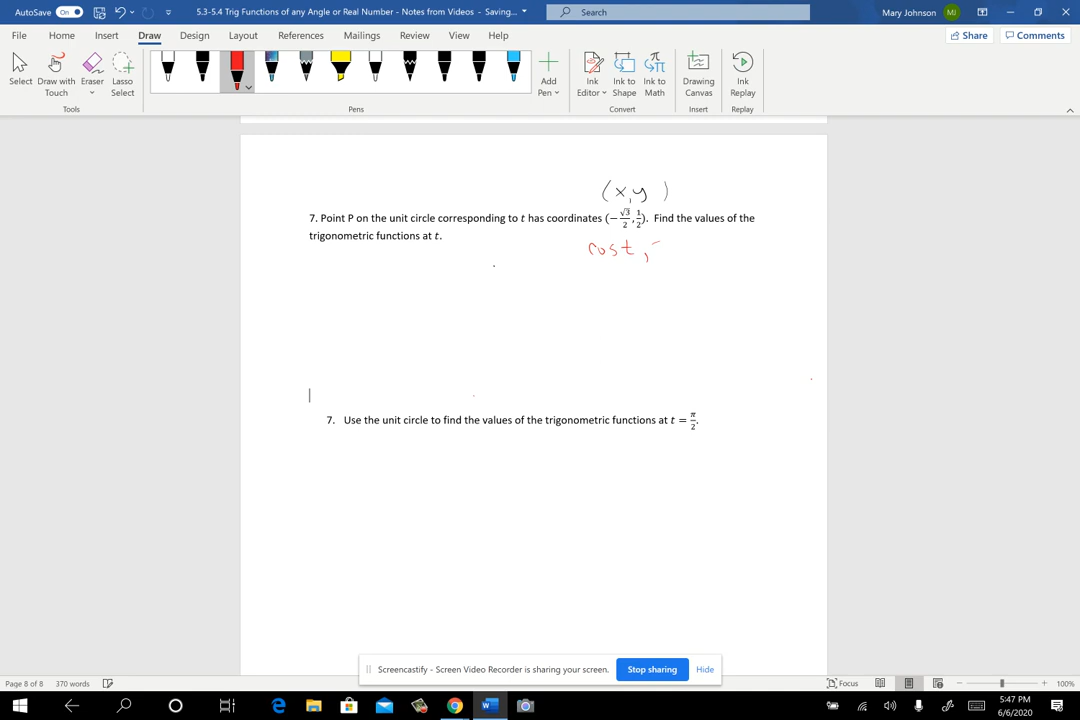 AutoSave On 5.3-5.4 Trig Functions of any Angle or Real Number - Notes from Videos - Saving... Search Mary Johnson MJ
File Home Insert Draw Design Layout References Mailings Review View Help Share Comments
Select Draw with Touch Eraser Lasso Select Add Pen Ink Editor Ink to Shape Ink to Math Drawing Canvas Ink Replay
Tools Pens Convert Insert Replay
(x,y)
7. Point P on the unit circle corresponding to t has coordinates (−√3/2, 1/2). Find the values of the
trigonometric functions at t.
cost ,
7. Use the unit circle to find the values of the trigonometric functions at t = π/2.
Screencastify - Screen Video Recorder is sharing your screen. Stop sharing Hide
Page 8 of 8 370 words Focus 100%
5:47 PM
6/6/2020